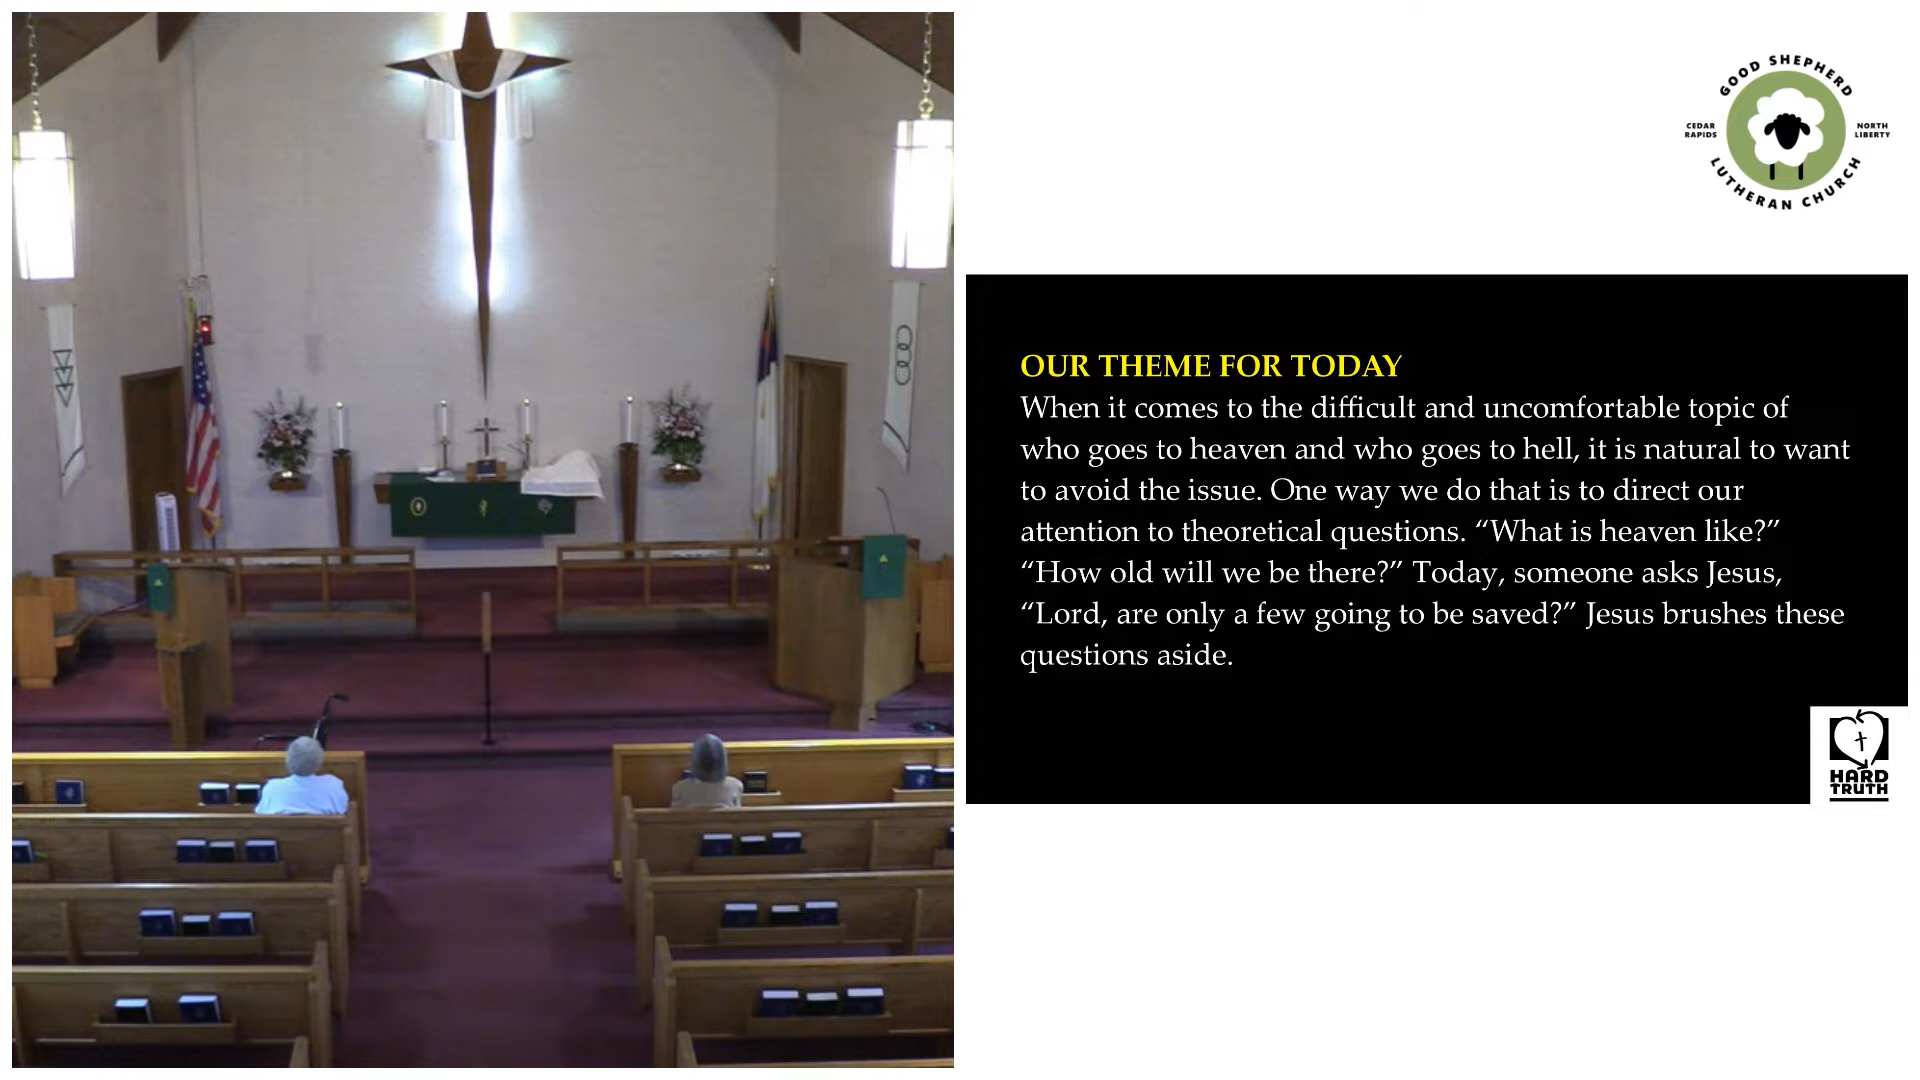 GOOD SHEPHERD
CEDAR
RAPIDS
NORTH
LIBERTY
LUTHERAN CHURCH
OUR THEME FOR TODAY
When it comes to the difficult and uncomfortable topic of
who goes to heaven and who goes to hell, it is natural to want
to avoid the issue. One way we do that is to direct our
attention to theoretical questions. “What is heaven like?”
“How old will we be there?” Today, someone asks Jesus,
“Lord, are only a few going to be saved?” Jesus brushes these
questions aside.
HARD
TRUTH